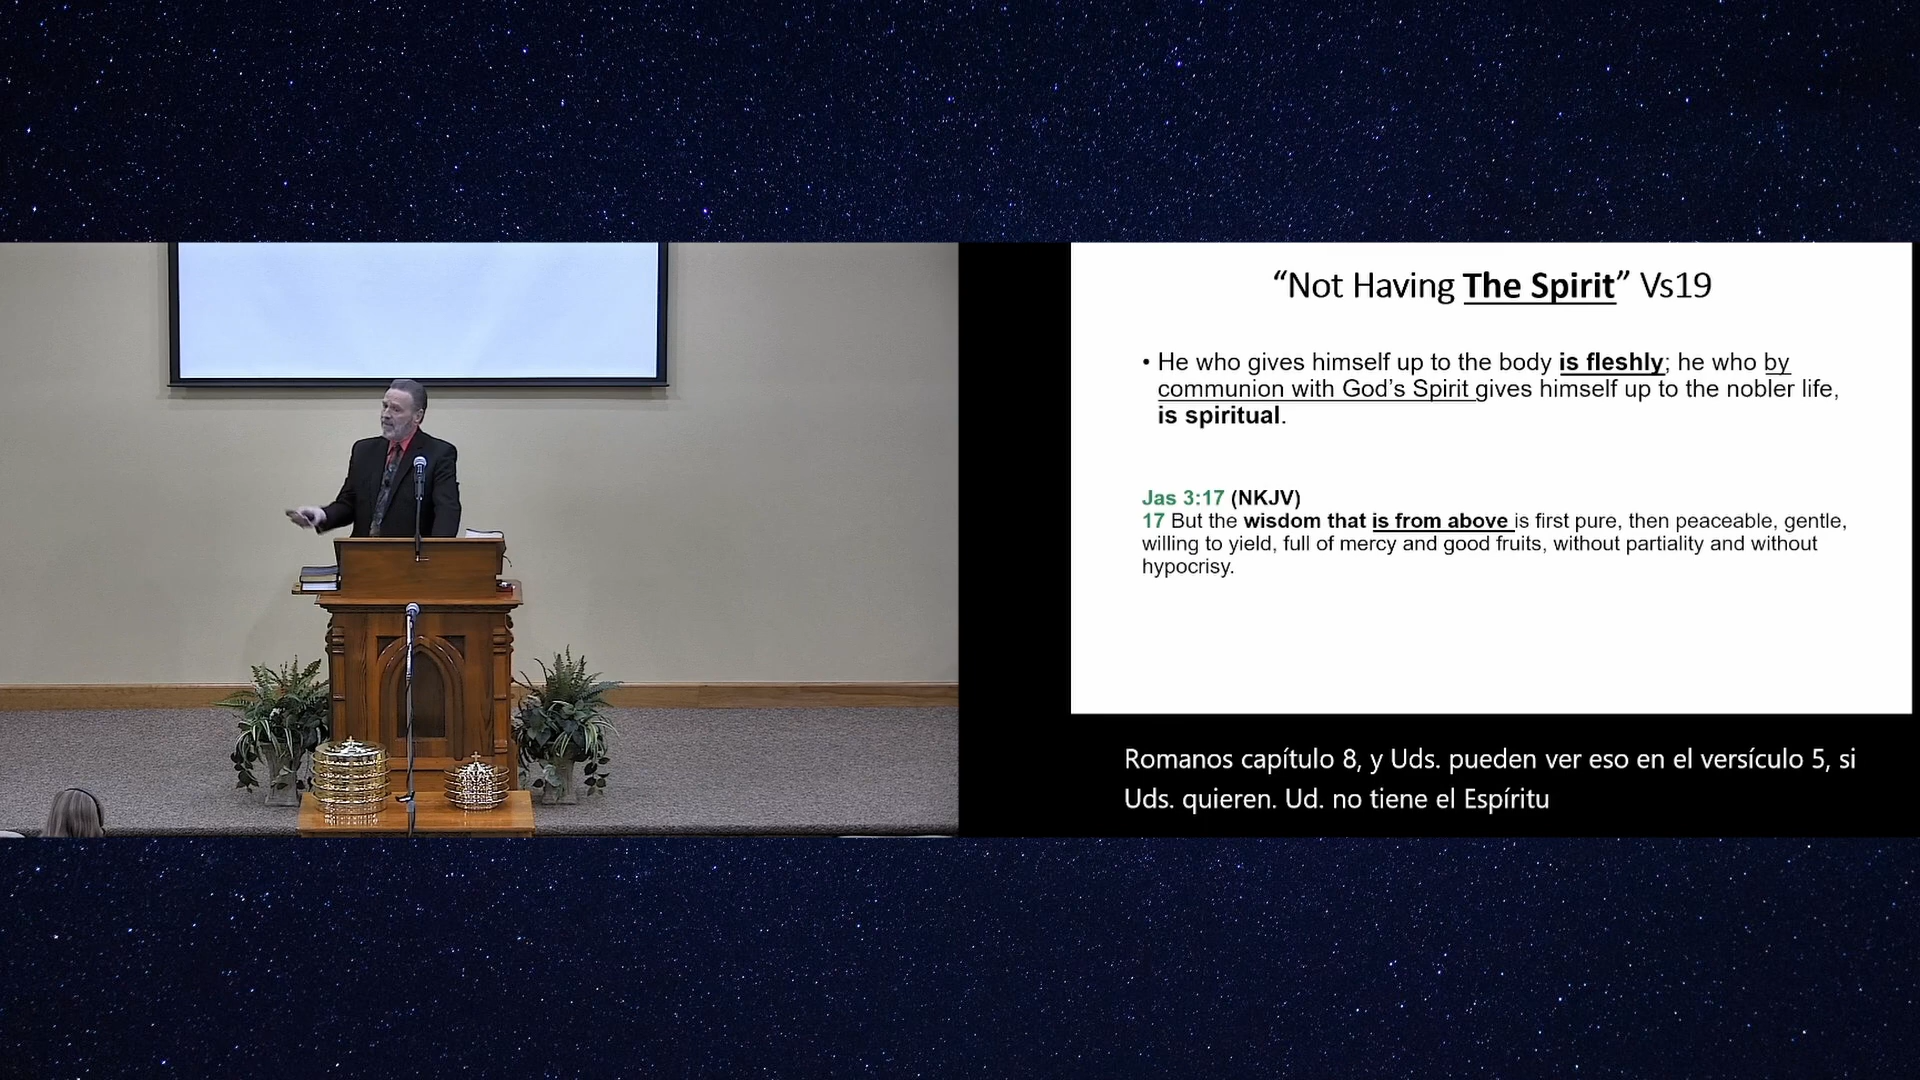 “Not Having The Spirit” Vs19
• He who gives himself up to the body is fleshly; he who by
communion with God’s Spirit gives himself up to the nobler life,
is spiritual.
Jas 3:17 (NKJV)
17 But the wisdom that is from above is first pure, then peaceable, gentle,
willing to yield, full of mercy and good fruits, without partiality and without
hypocrisy.
Romanos capítulo 8, y Uds. pueden ver eso en el versículo 5, si
Uds. quieren. Ud. no tiene el Espíritu